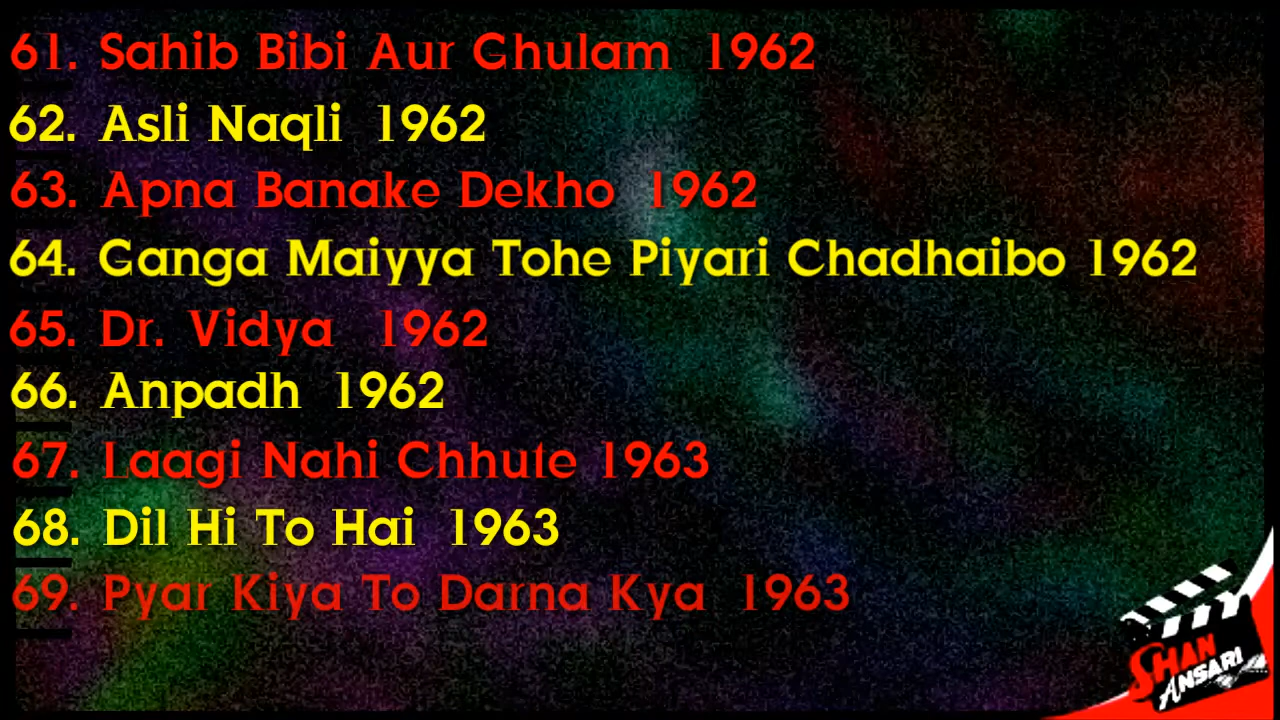 61. Sahib Bibi Aur Ghulam 1962
62. Asli Naqli 1962
63. Apna Banake Dekho 1962
64. Ganga Maiyya Tohe Piyari Chadhaibo 1962
65. Dr. Vidya 1962
66. Anpadh 1962
67. Laagi Nahi Chhute 1963
68. Dil Hi To Hai 1963
69. Pyar Kiya To Darna Kya 1963
SHAN
ANSARI